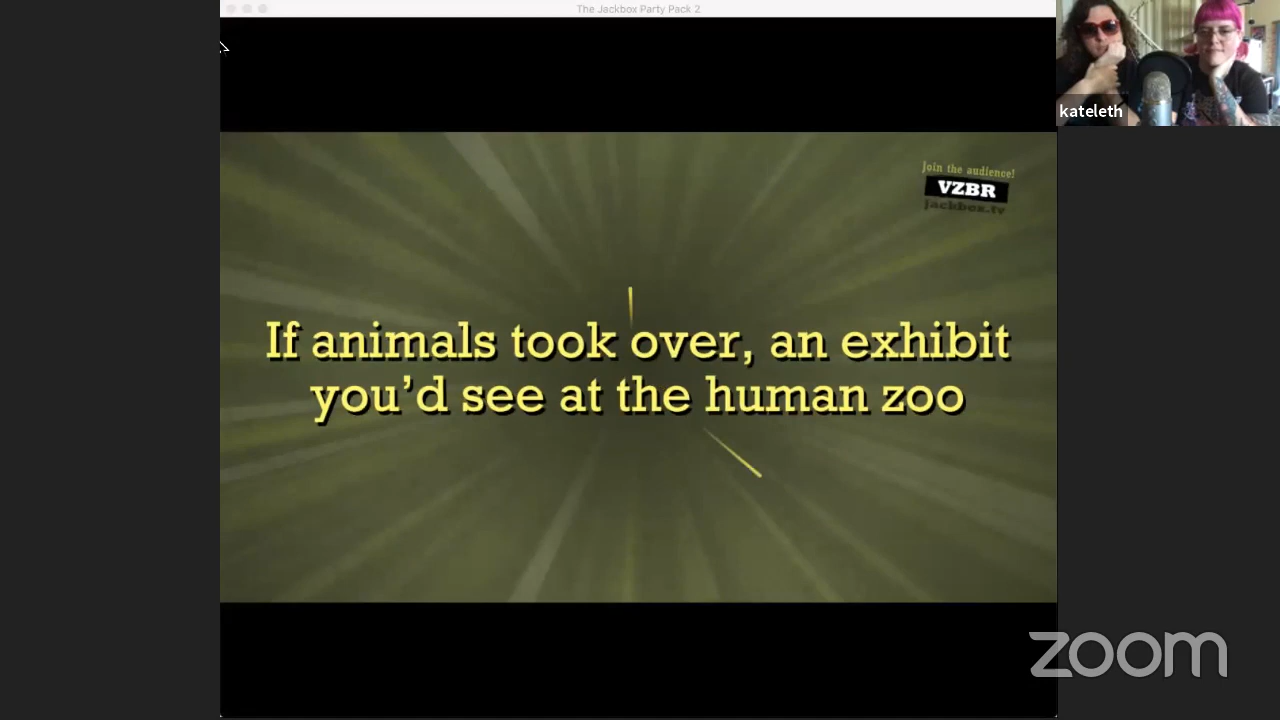 The Jackbox Party Pack 2
kateleth
Join the audience!
VZBR
jackbox.tv
If animals took over, an exhibit
you'd see at the human zoo
zoom